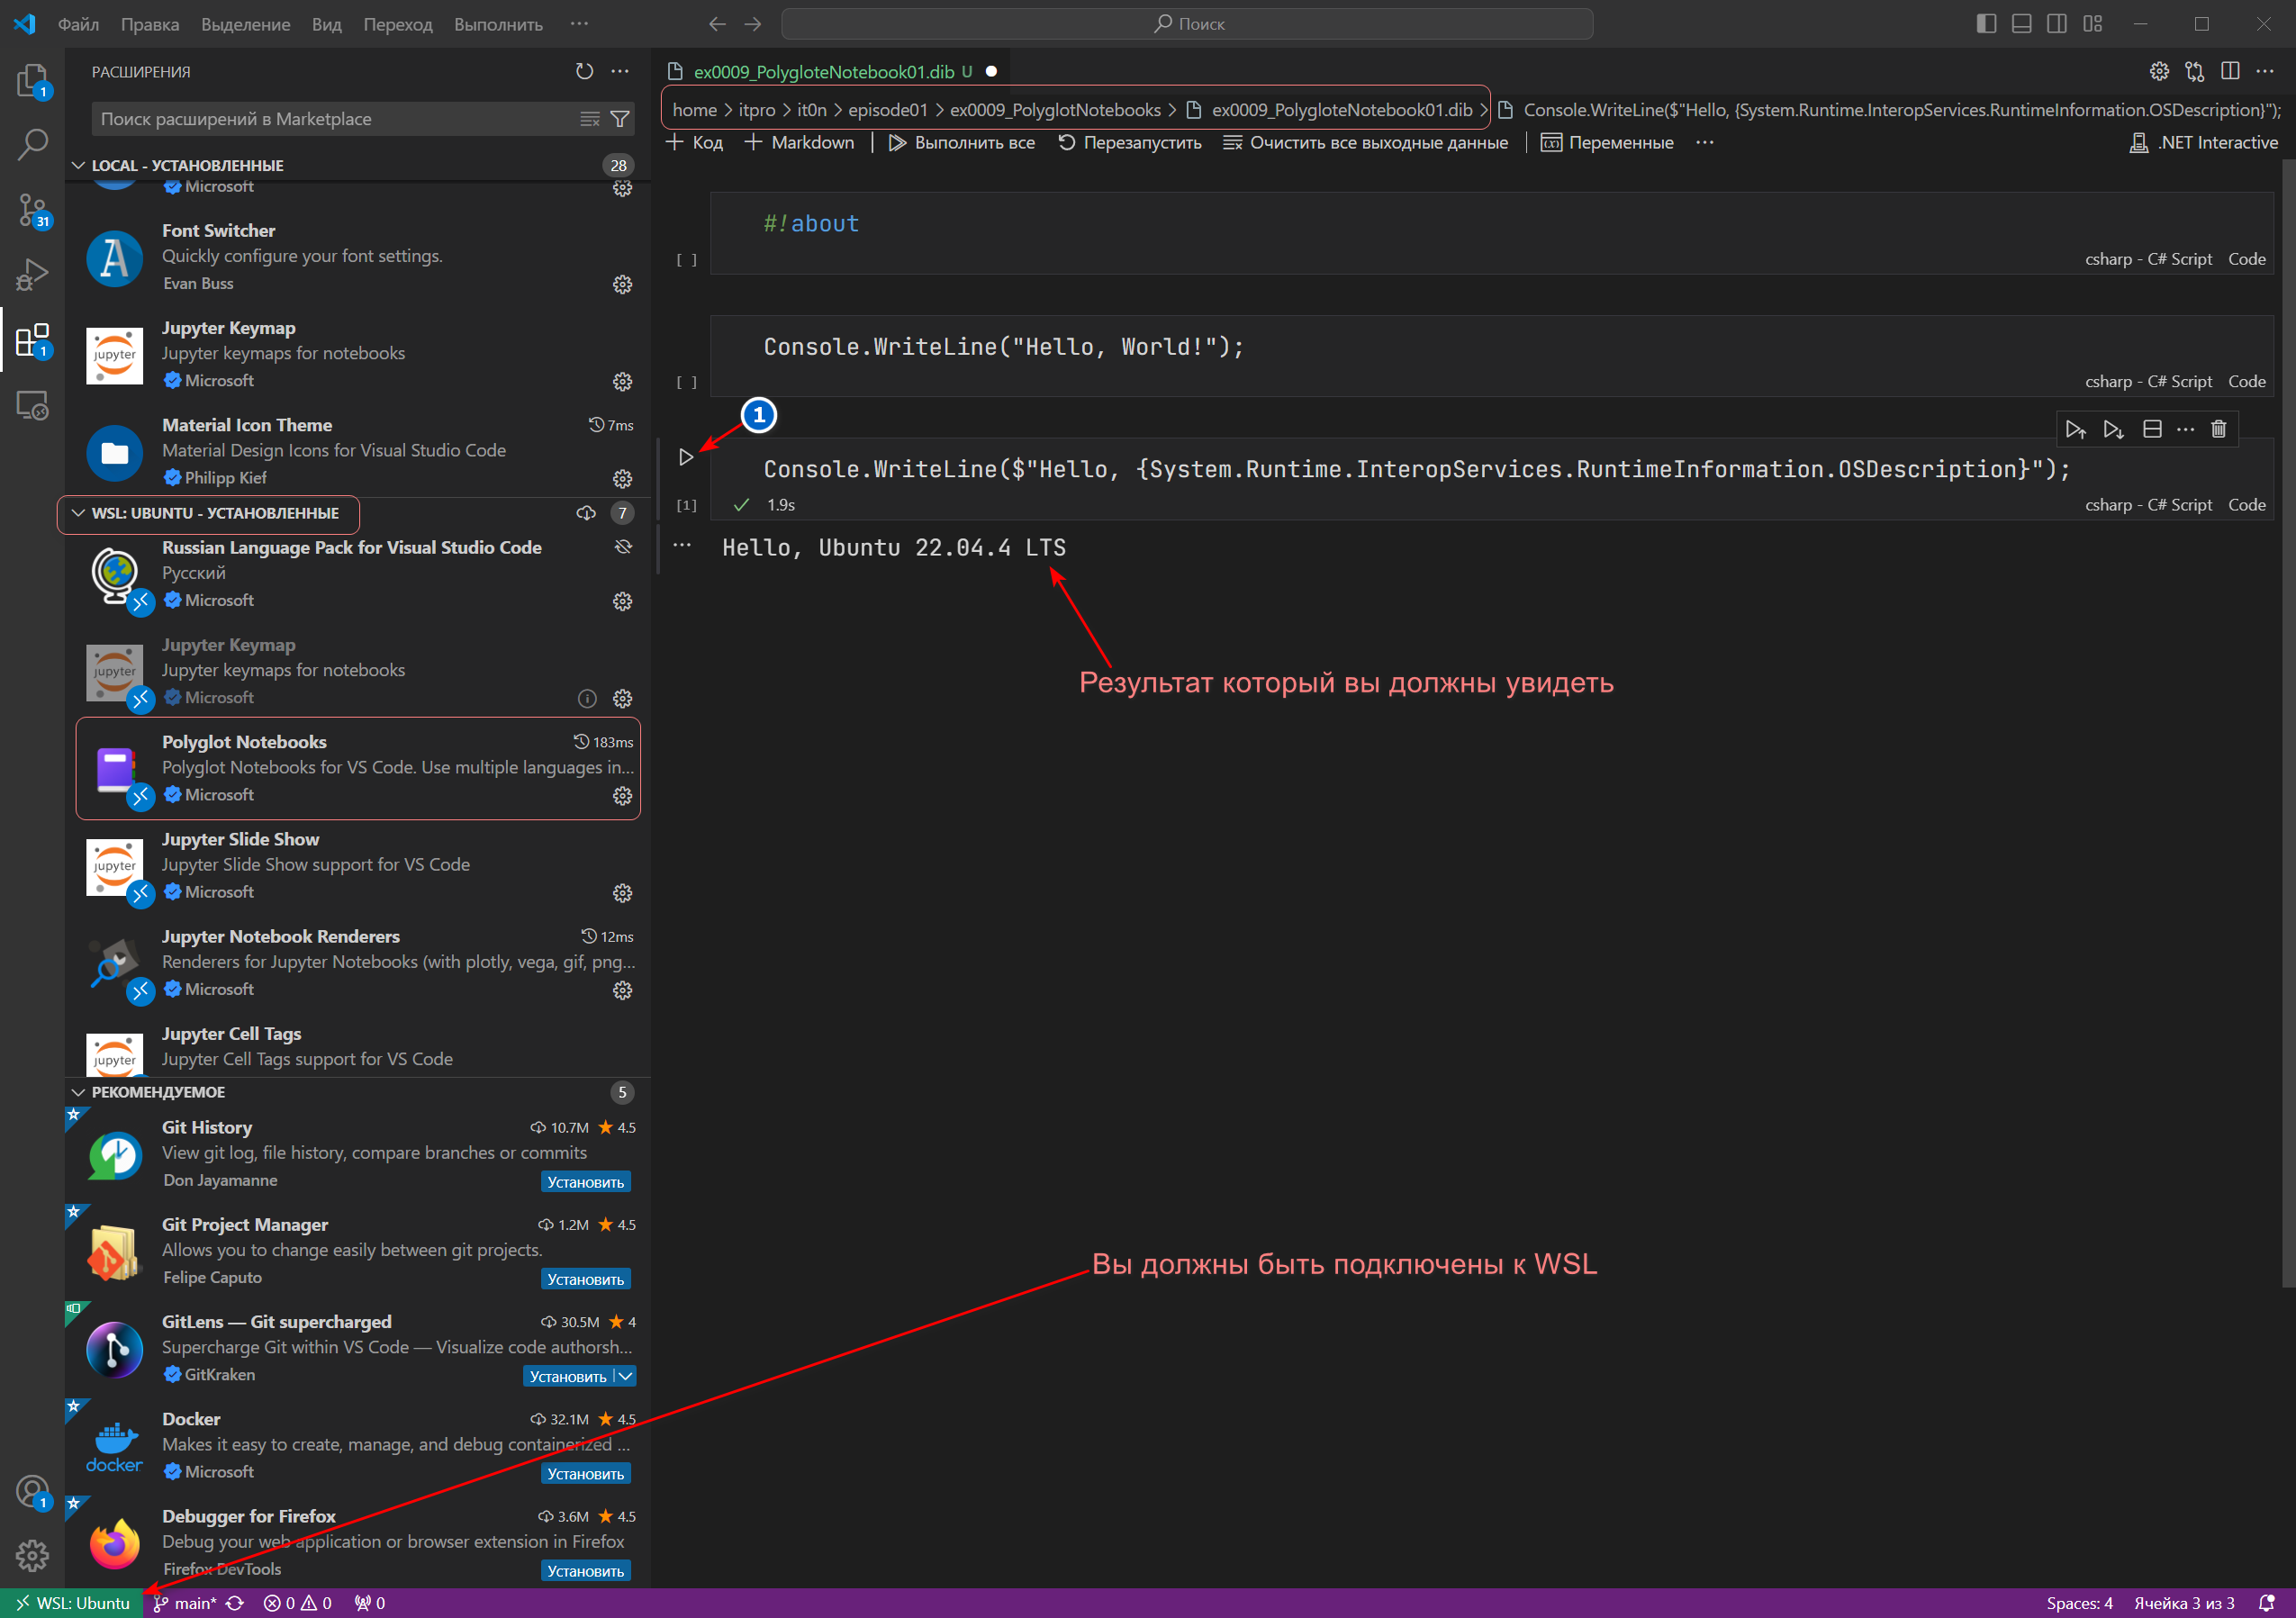 Файл Правка Выделение Вид Переход Выполнить ···
Поиск
РАСШИРЕНИЯ
Поиск расширений в Marketplace
LOCAL - УСТАНОВЛЕННЫЕ 28
Microsoft
Font Switcher
Quickly configure your font settings.
Evan Buss
Jupyter Keymap
jupyter
Jupyter keymaps for notebooks
Microsoft
Material Icon Theme 7ms
Material Design Icons for Visual Studio Code
Philipp Kief
WSL: UBUNTU - УСТАНОВЛЕННЫЕ 7
Russian Language Pack for Visual Studio Code
Русский
Microsoft
Jupyter Keymap
jupyter
Jupyter keymaps for notebooks
Microsoft
Polyglot Notebooks 183ms
Polyglot Notebooks for VS Code. Use multiple languages in...
Microsoft
Jupyter Slide Show
jupyter
Jupyter Slide Show support for VS Code
Microsoft
Jupyter Notebook Renderers 12ms
Renderers for Jupyter Notebooks (with plotly, vega, gif, png...
Microsoft
Jupyter Cell Tags
jupyter
Jupyter Cell Tags support for VS Code
РЕКОМЕНДУЕМОЕ 5
Git History 10.7M 4.5
View git log, file history, compare branches or commits
Don Jayamanne Установить
Git Project Manager 1.2M 4.5
Allows you to change easily between git projects.
Felipe Caputo Установить
GitLens — Git supercharged 30.5M 4
Supercharge Git within VS Code — Visualize code authorsh...
GitKraken Установить
Docker 32.1M 4.5
Makes it easy to create, manage, and debug containerized ...
docker
Microsoft Установить
Debugger for Firefox 3.6M 4.5
Debug your web application or browser extension in Firefox
Firefox DevTools Установить
1
31
1
1
ex0009_PolygloteNotebook01.dib U
home > itpro > it0n > episode01 > ex0009_PolyglotNotebooks > ex0009_PolygloteNotebook01.dib > Console.WriteLine($"Hello, {System.Runtime.InteropServices.RuntimeInformation.OSDescription}");
Код Markdown Выполнить все Перезапустить Очистить все выходные данные Переменные ··· .NET Interactive
#!about
[ ] csharp - C# Script Code
Console.WriteLine("Hello, World!");
[ ] csharp - C# Script Code
1
Console.WriteLine($"Hello, {System.Runtime.InteropServices.RuntimeInformation.OSDescription}");
[1] 1.9s csharp - C# Script Code
Hello, Ubuntu 22.04.4 LTS
Результат который вы должны увидеть
Вы должны быть подключены к WSL
WSL: Ubuntu main* 0 0 0 Spaces: 4 Ячейка 3 из 3